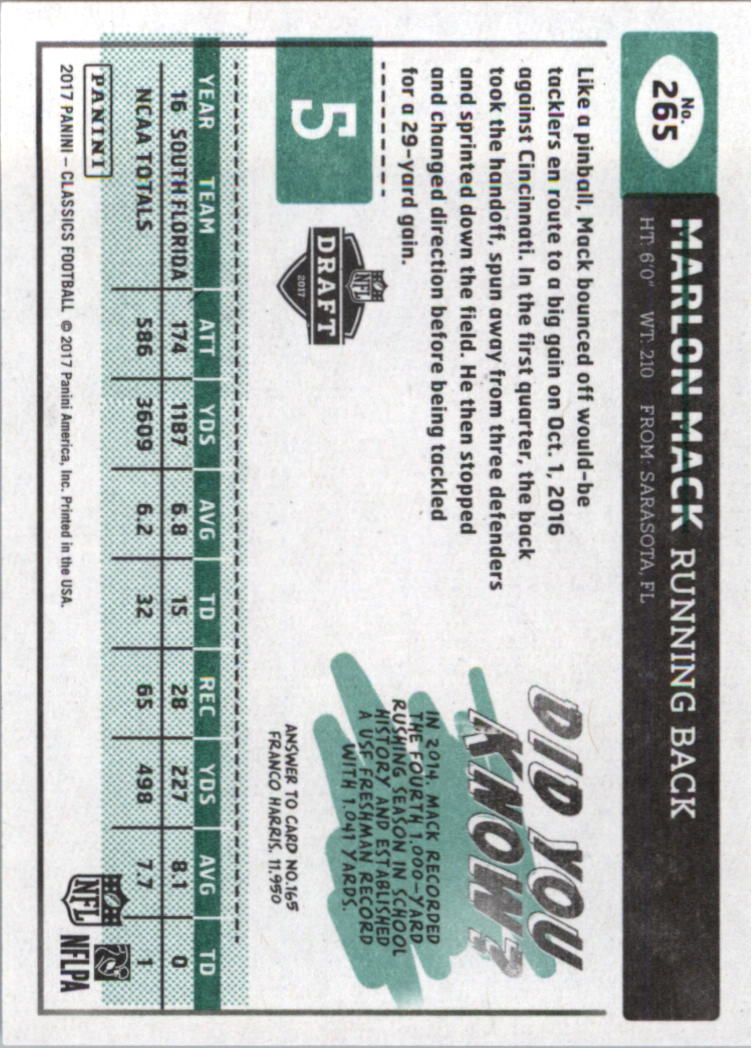 No.
265
MARLON MACK RUNNING BACK
HT: 6'0" WT: 210 FROM: SARASOTA, FL
Like a pinball, Mack bounced off would-be
tacklers en route to a big gain on Oct. 1, 2016
against Cincinnati. In the first quarter, the back
took the handoff, spun away from three defenders
and sprinted down the field. He then stopped
and changed direction before being tackled
for a 29-yard gain.
DID YOU
KNOW?
IN 2014, MACK RECORDED
THE FOURTH 1,000-YARD
RUSHING SEASON IN SCHOOL
HISTORY AND ESTABLISHED
A USF FRESHMAN RECORD
WITH 1,041 YARDS.
ANSWER TO CARD NO.165
FRANCO HARRIS, 11,950
5
NFL
DRAFT
2017
YEAR TEAM ATT YDS AVG TD REC YDS AVG TD
16 SOUTH FLORIDA 174 1187 6.8 15 28 227 8.1 0
NCAA TOTALS 586 3609 6.2 32 65 498 7.7 1
PANINI
2017 PANINI – CLASSICS FOOTBALL © 2017 Panini America, Inc. Printed in the USA.
NFL
NFLPA